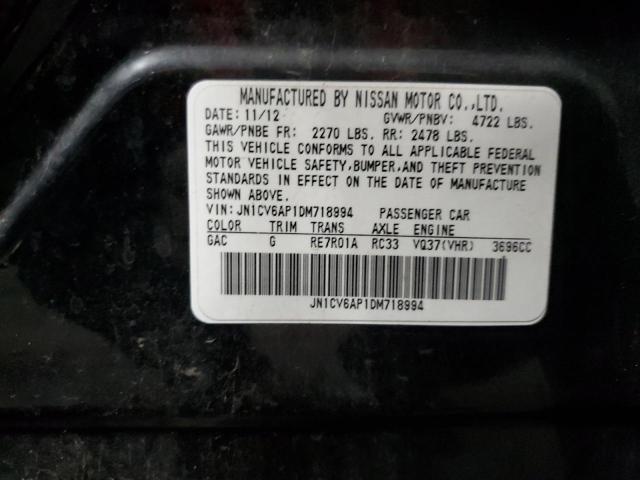 MANUFACTURED BY NISSAN MOTOR CO.,LTD.
DATE: 11/12 GVWR/PNBV: 4722 LBS.
GAWR/PNBE FR: 2270 LBS. RR: 2478 LBS.
THIS VEHICLE CONFORMS TO ALL APPLICABLE FEDERAL
MOTOR VEHICLE SAFETY,BUMPER,AND THEFT PREVENTION
STANDARDS IN EFFECT ON THE DATE OF MANUFACTURE
SHOWN ABOVE.
VIN:JN1CV6AP1DM718994 PASSENGER CAR
COLOR TRIM TRANS AXLE ENGINE
GAC G RE7R01A RC33 VQ37(VHR) 3696CC
JN1CV6AP1DM718994